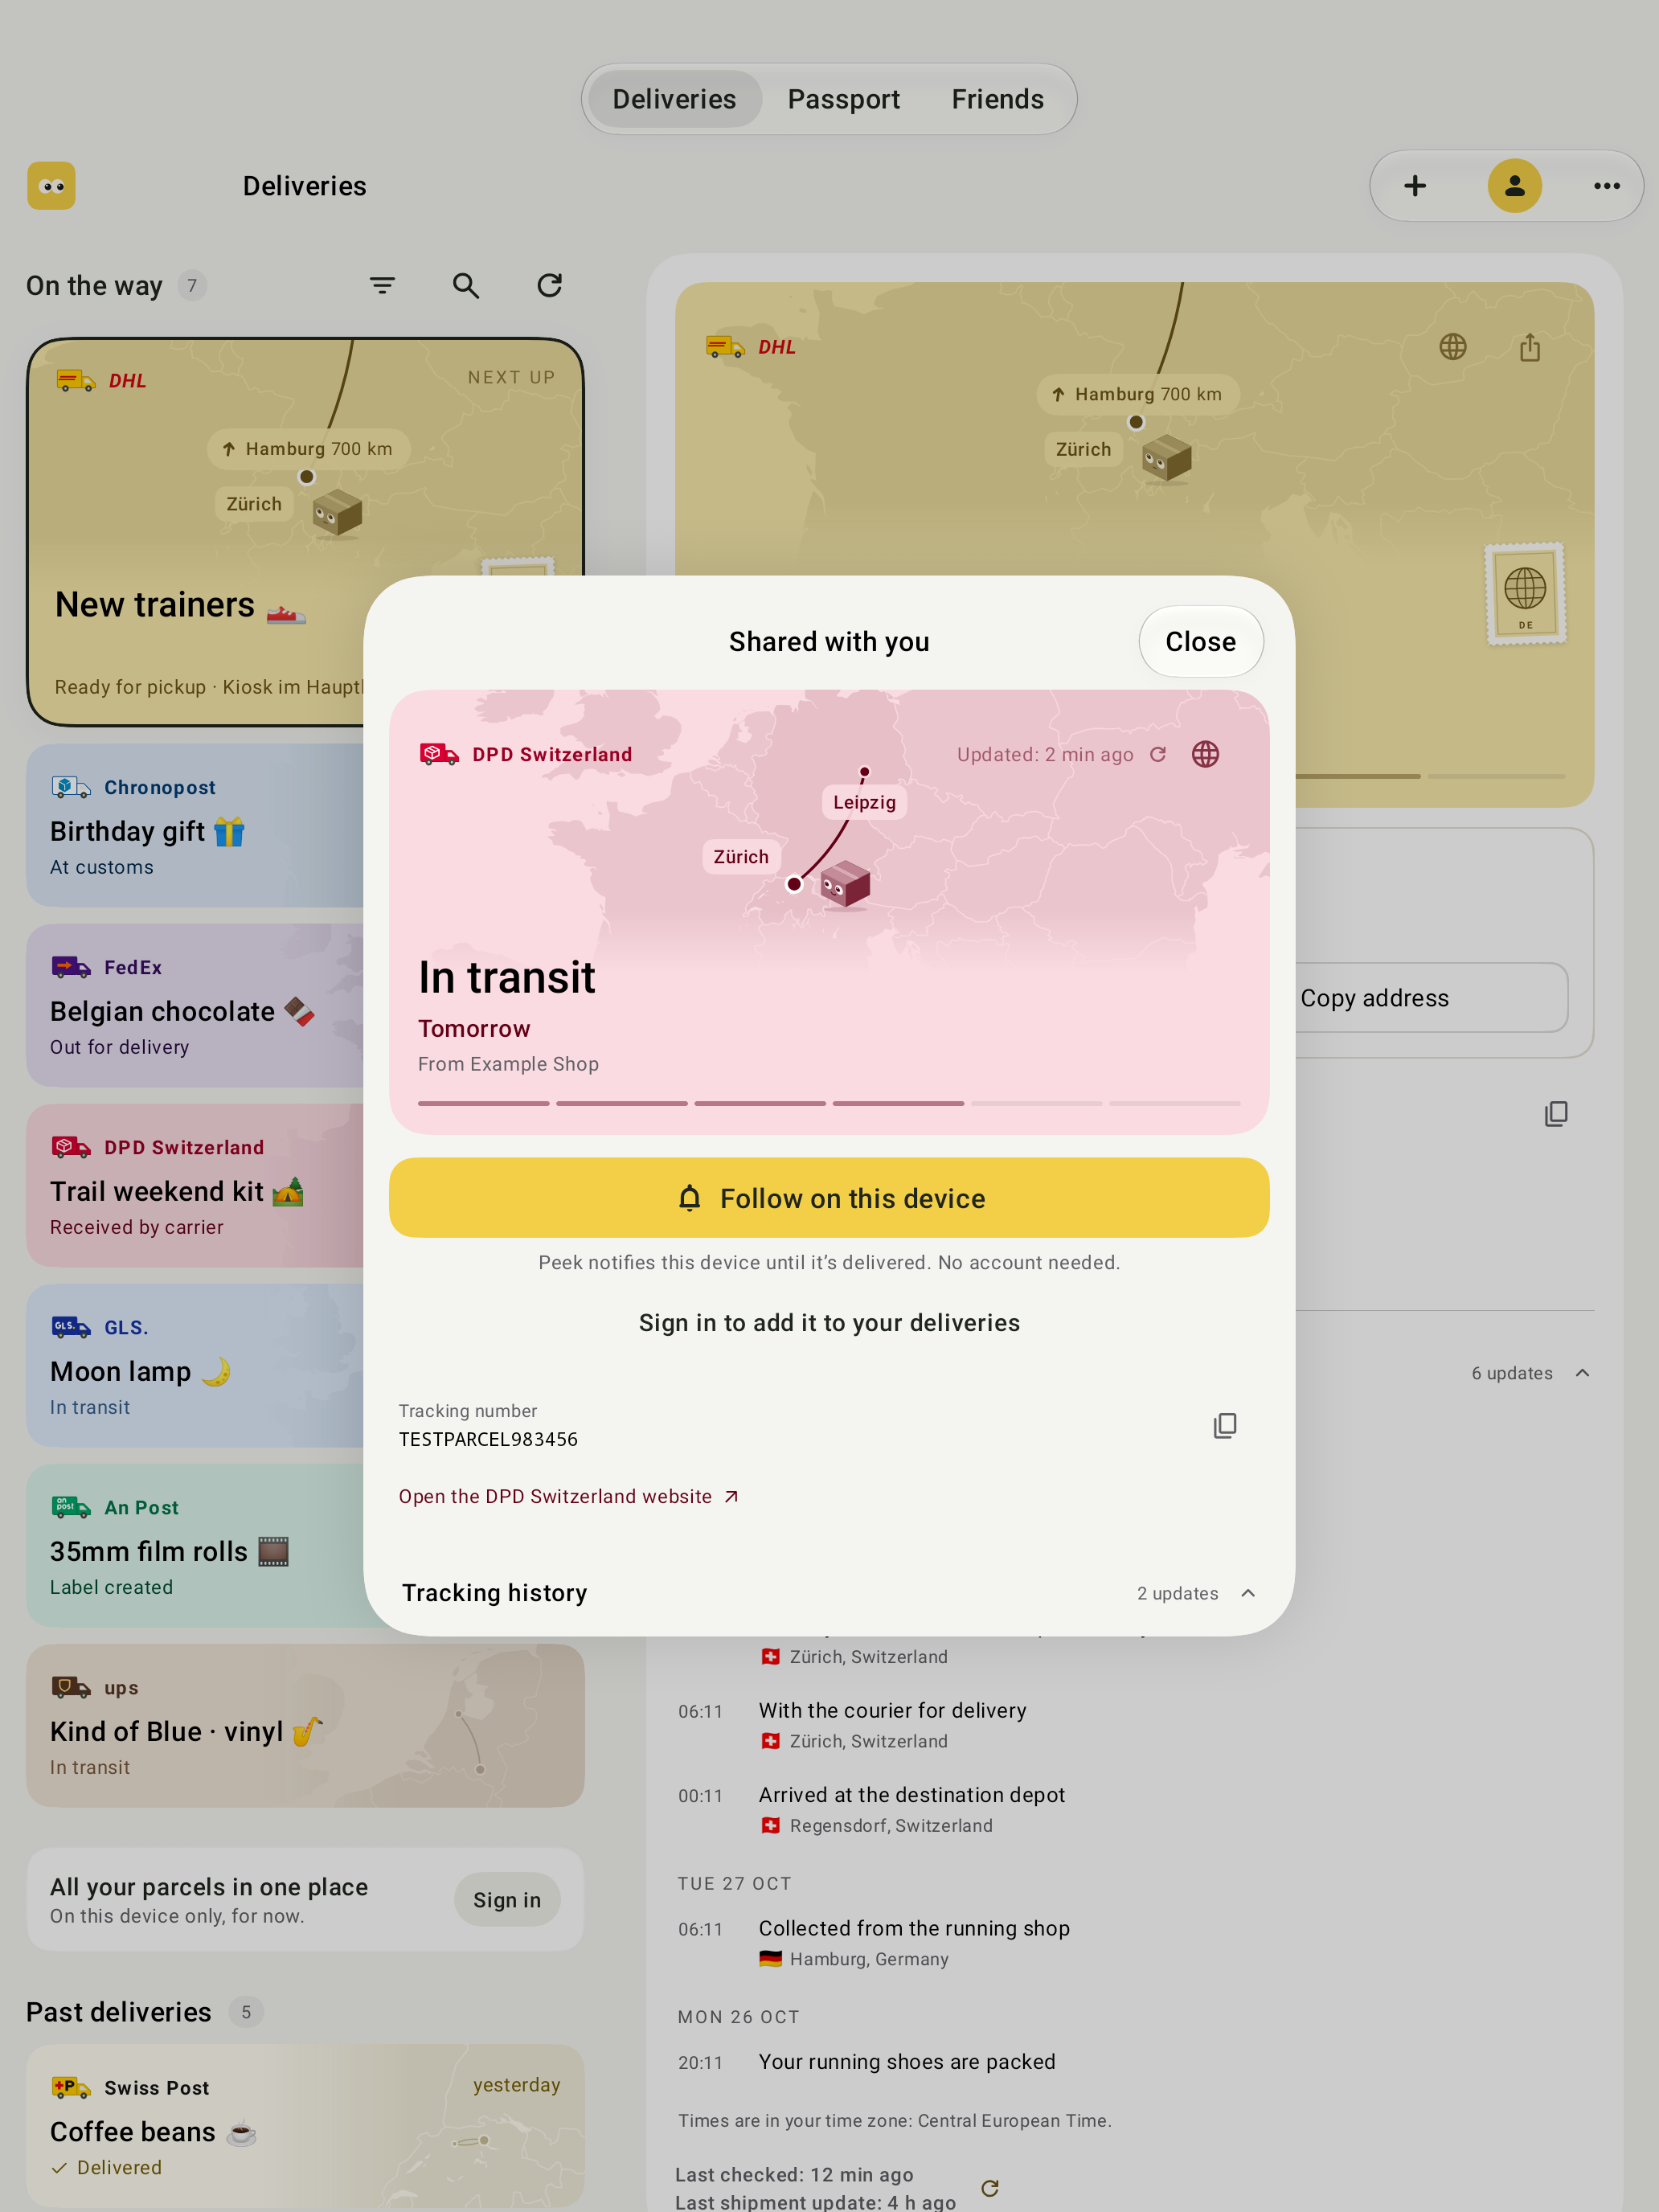 Deliveries
Passport
Friends
Deliveries
On the way
7
DHL
NEXT UP
Hamburg 700 km
Zürich
New trainers
Ready for pickup · Kiosk im
Chronopost
Birthday gift
At customs
FedEx
Belgian chocolate
Out for delivery
DPD Switzerland
Trail weekend kit
Received by carrier
GLS.
GLS.
Moon lamp
In transit
an post
An Post
35mm film rolls
Label created
ups
Kind of Blue · vinyl
In transit
All your parcels in one place
On this device only, for now.
Sign in
Past deliveries
5
P
Swiss Post
yesterday
Coffee beans
Delivered
DHL
Hamburg 700 km
Zürich
DE
Copy address
6 updates
Shared with you
Close
DPD Switzerland
Updated: 2 min ago
Leipzig
Zürich
In transit
Tomorrow
From Example Shop
Follow on this device
Peek notifies this device until it’s delivered. No account needed.
Sign in to add it to your deliveries
Tracking number
TESTPARCEL983456
Open the DPD Switzerland website
Tracking history
2 updates
Zürich, Switzerland
06:11
With the courier for delivery
Zürich, Switzerland
00:11
Arrived at the destination depot
Regensdorf, Switzerland
TUE 27 OCT
06:11
Collected from the running shop
Hamburg, Germany
MON 26 OCT
20:11
Your running shoes are packed
Times are in your time zone: Central European Time.
Last checked: 12 min ago
Last shipment update: 4 h ago